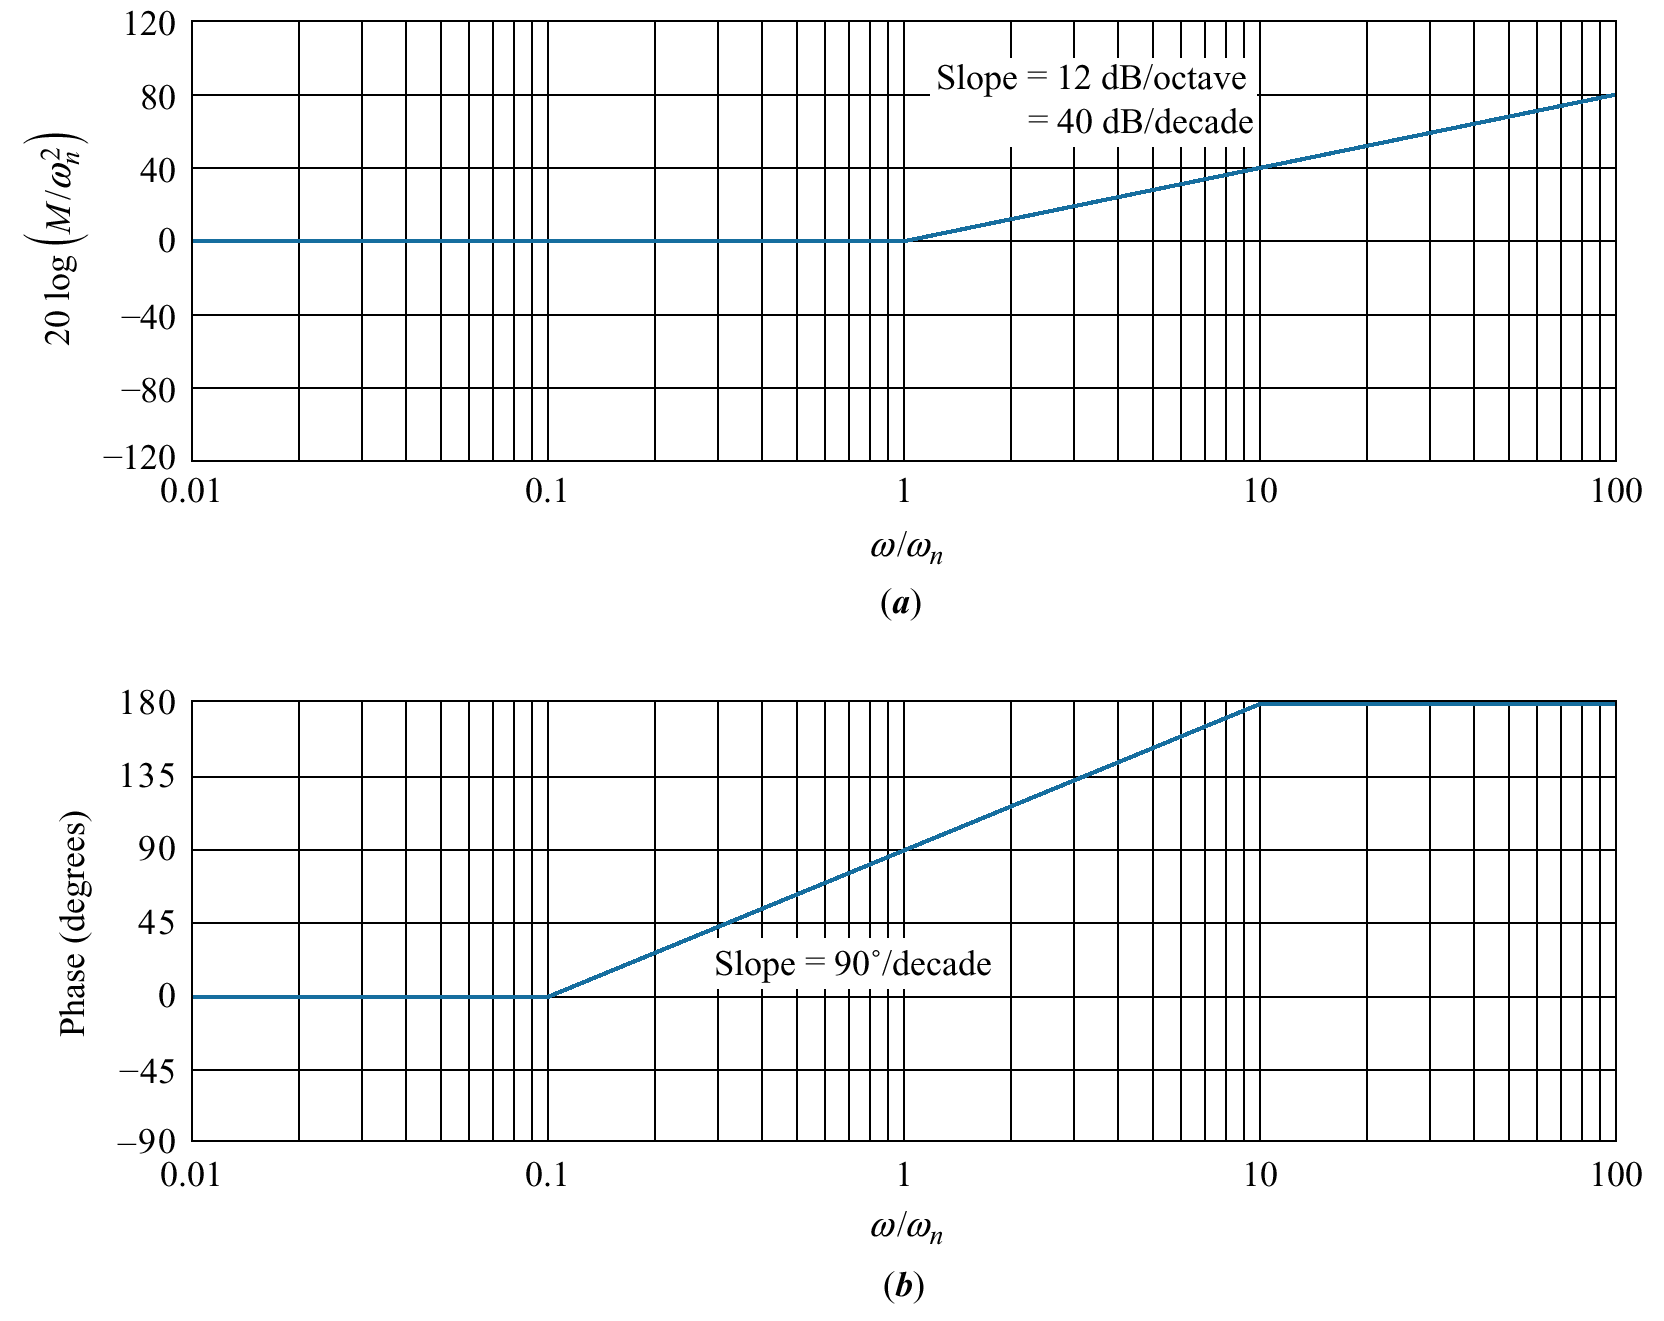 120
80
40
0
−40
−80
−120
20 log (M/ωₙ²)
Slope = 12 dB/octave
= 40 dB/decade
0.01 0.1 1 10 100
ω/ωₙ
(a)
180
135
90
45
0
−45
−90
Phase (degrees)
Slope = 90°/decade
0.01 0.1 1 10 100
ω/ωₙ
(b)